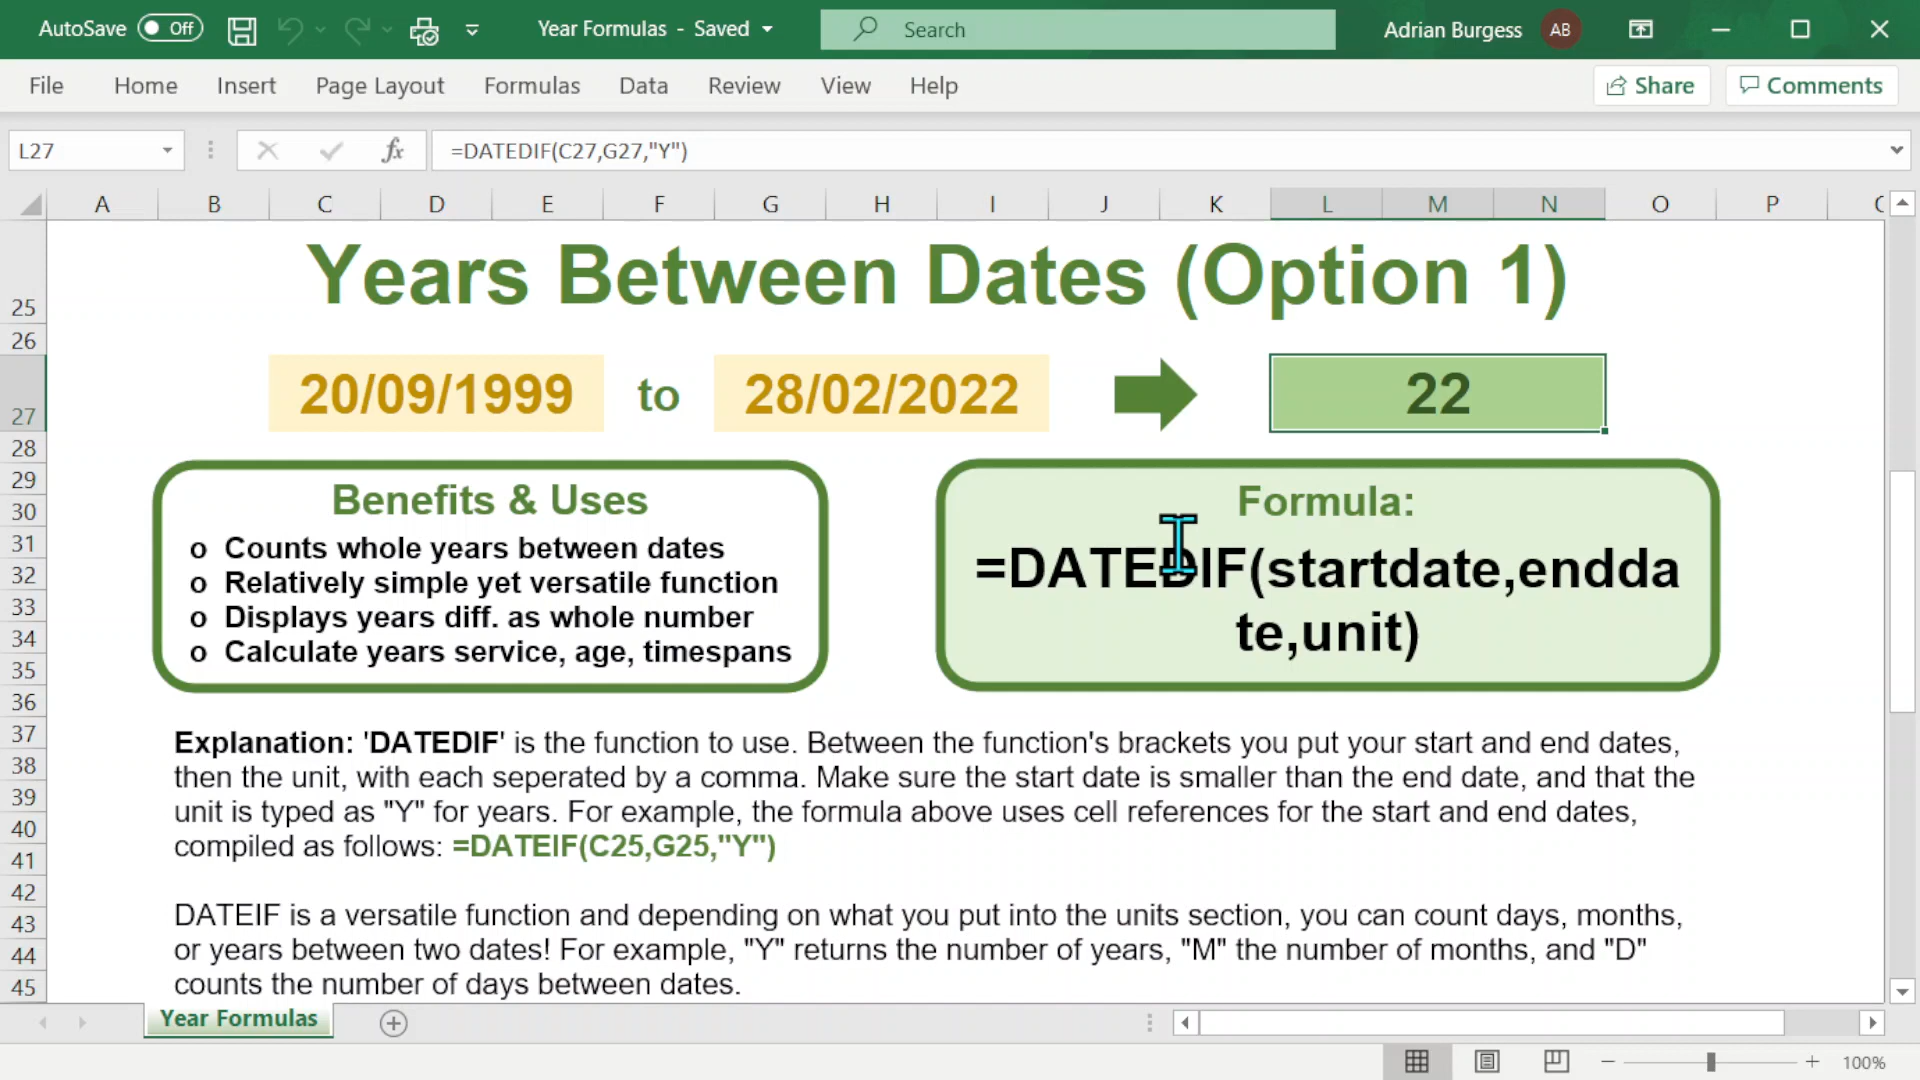 AutoSave Off Year Formulas - Saved Search Adrian Burgess AB
File Home Insert Page Layout Formulas Data Review View Help Share Comments
L27 fx =DATEDIF(C27,G27,"Y")
A B C D E F G H I J K L M N O P
25 Years Between Dates (Option 1)
26
27 20/09/1999 to 28/02/2022 22
28
29
30
31
32
33
34
35
36
37
38
39
40
41
42
43
44
45
Benefits & Uses
o Counts whole years between dates
o Relatively simple yet versatile function
o Displays years diff. as whole number
o Calculate years service, age, timespans
Formula:
=DATEDIF(startdate,endda
te,unit)
Explanation: 'DATEDIF' is the function to use. Between the function's brackets you put your start and end dates,
then the unit, with each seperated by a comma. Make sure the start date is smaller than the end date, and that the
unit is typed as "Y" for years. For example, the formula above uses cell references for the start and end dates,
compiled as follows: =DATEIF(C25,G25,"Y")
DATEIF is a versatile function and depending on what you put into the units section, you can count days, months,
or years between two dates! For example, "Y" returns the number of years, "M" the number of months, and "D"
counts the number of days between dates.
Year Formulas
100%